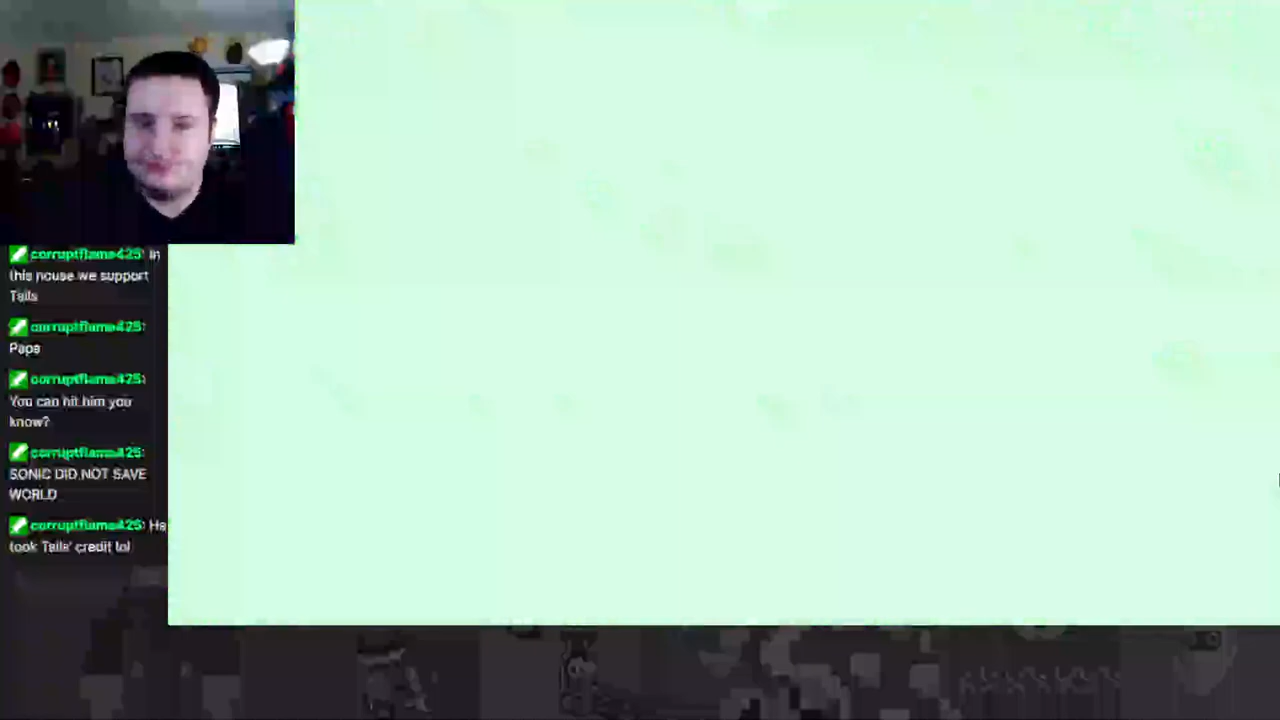 corruptflame425: In
this house we support
Tails
corruptflame425:
Papa
corruptflame425:
You can hit him you
know?
corruptflame425:
SONIC DID NOT SAVE
WORLD
corruptflame425: He
took Tails' credit lol